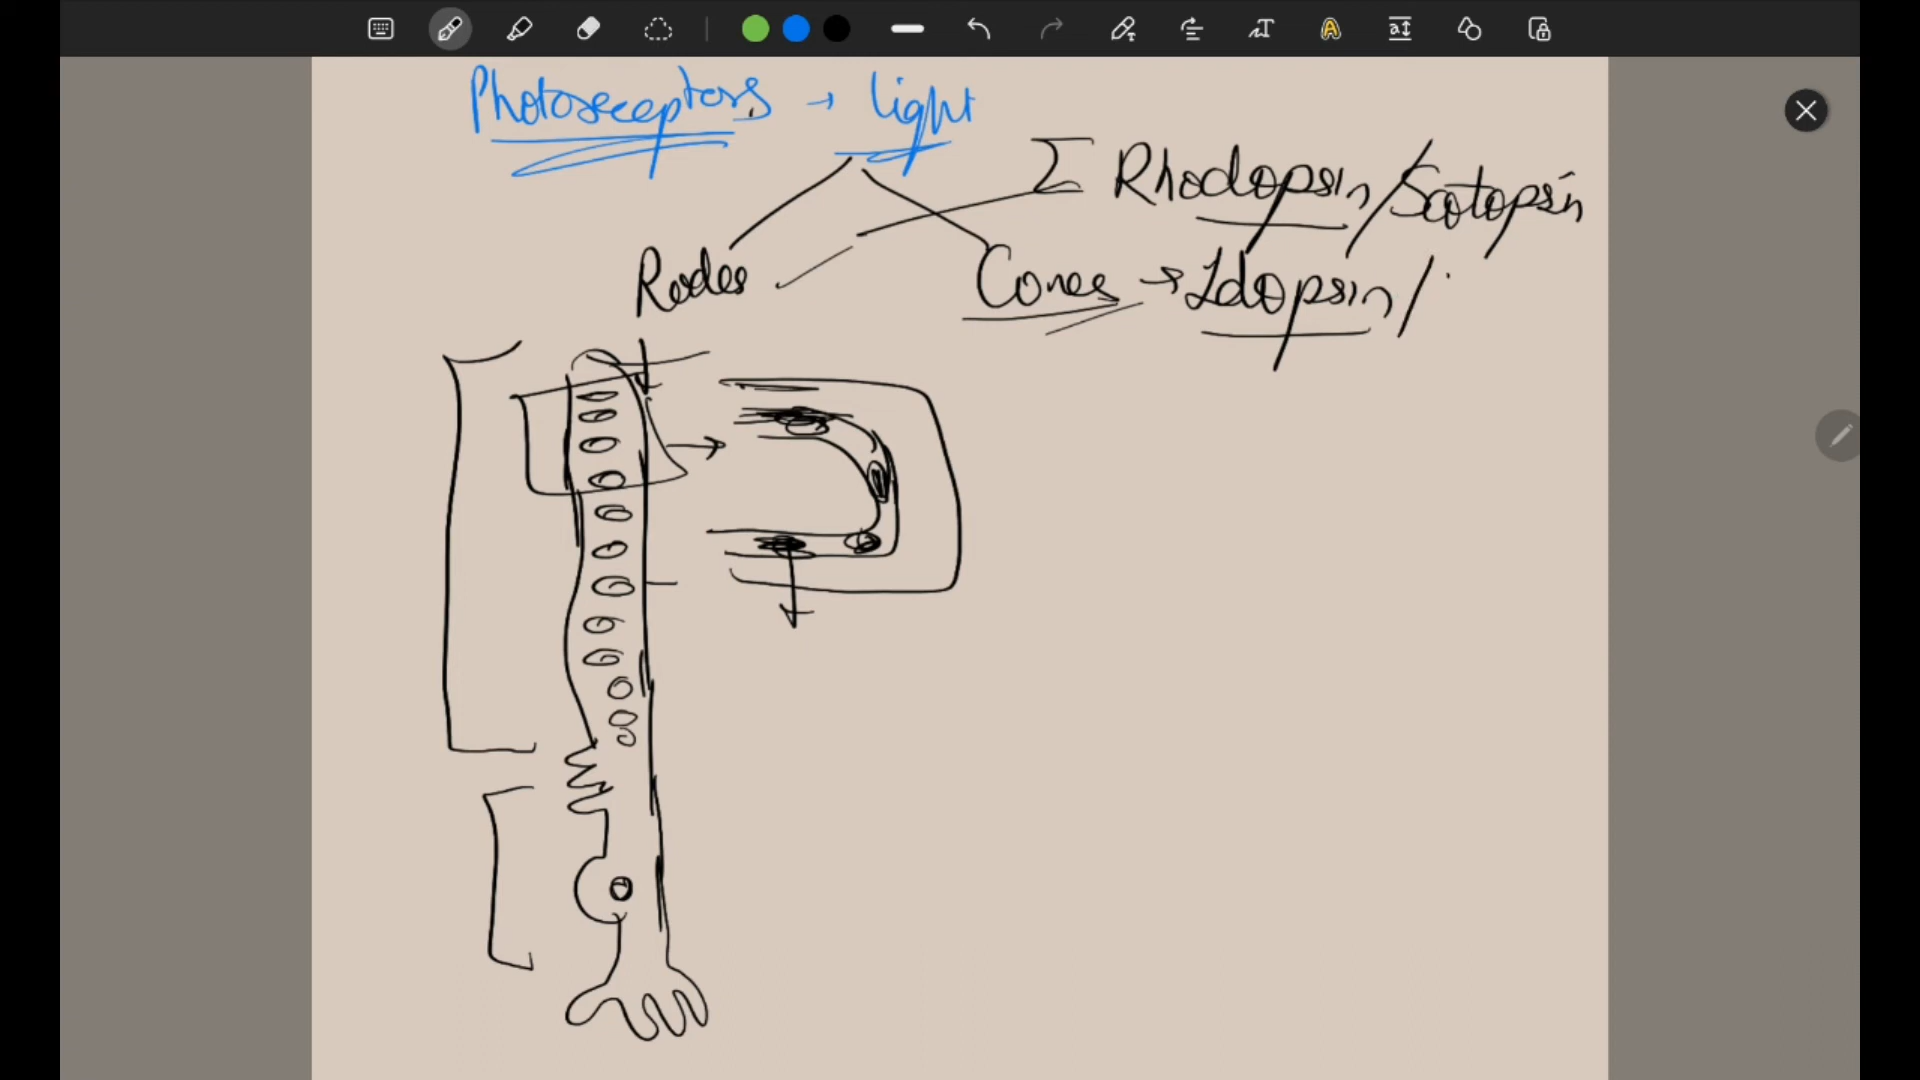 Photoreceptors → light
Σ Rhodopsin/Scotopsin
Rodes
Cones → Idopsin/